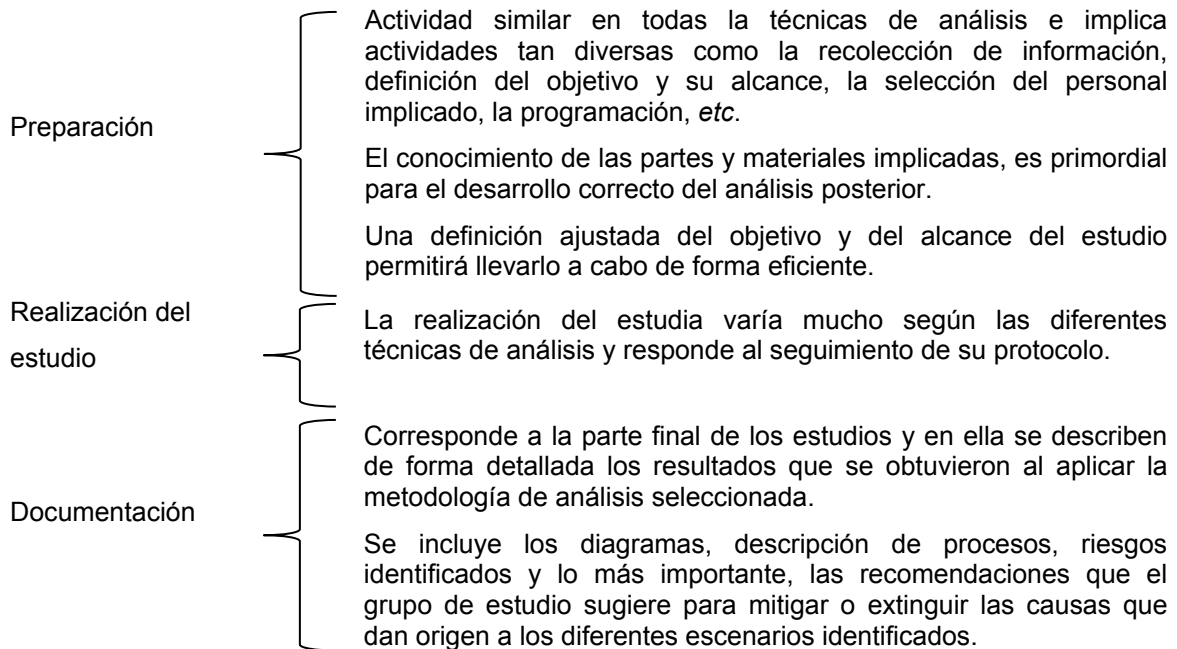 Preparación
Actividad similar en todas la técnicas de análisis e implica
actividades tan diversas como la recolección de información,
definición del objetivo y su alcance, la selección del personal
implicado, la programación, etc.
El conocimiento de las partes y materiales implicadas, es primordial
para el desarrollo correcto del análisis posterior.
Una definición ajustada del objetivo y del alcance del estudio
permitirá llevarlo a cabo de forma eficiente.
Realización del
estudio
La realización del estudia varía mucho según las diferentes
técnicas de análisis y responde al seguimiento de su protocolo.
Documentación
Corresponde a la parte final de los estudios y en ella se describen
de forma detallada los resultados que se obtuvieron al aplicar la
metodología de análisis seleccionada.
Se incluye los diagramas, descripción de procesos, riesgos
identificados y lo más importante, las recomendaciones que el
grupo de estudio sugiere para mitigar o extinguir las causas que
dan origen a los diferentes escenarios identificados.